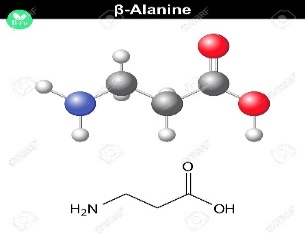 β-Alanine
O
H₂N
OH